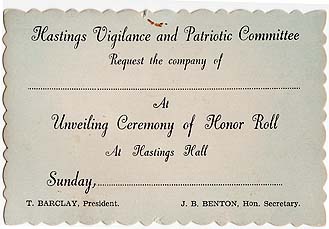 Hastings Vigilance and Patriotic Committee
Request the company of
At
Unveiling Ceremony of Honor Roll
At Hastings Hall
Sunday,
T. BARCLAY, President. J. B. BENTON, Hon. Secretary.